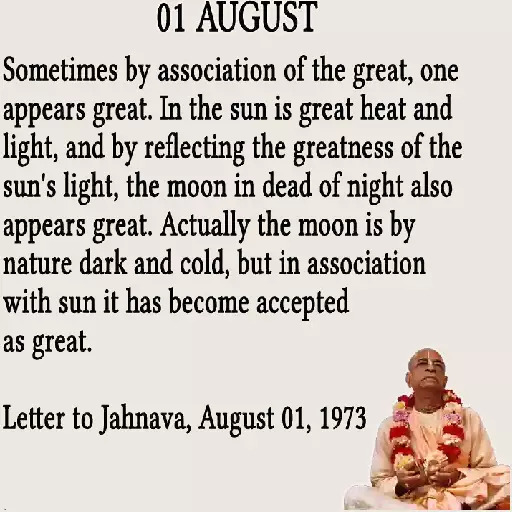 01 AUGUST
Sometimes by association of the great, one
appears great. In the sun is great heat and
light, and by reflecting the greatness of the
sun's light, the moon in dead of night also
appears great. Actually the moon is by
nature dark and cold, but in association
with sun it has become accepted
as great.
Letter to Jahnava, August 01, 1973